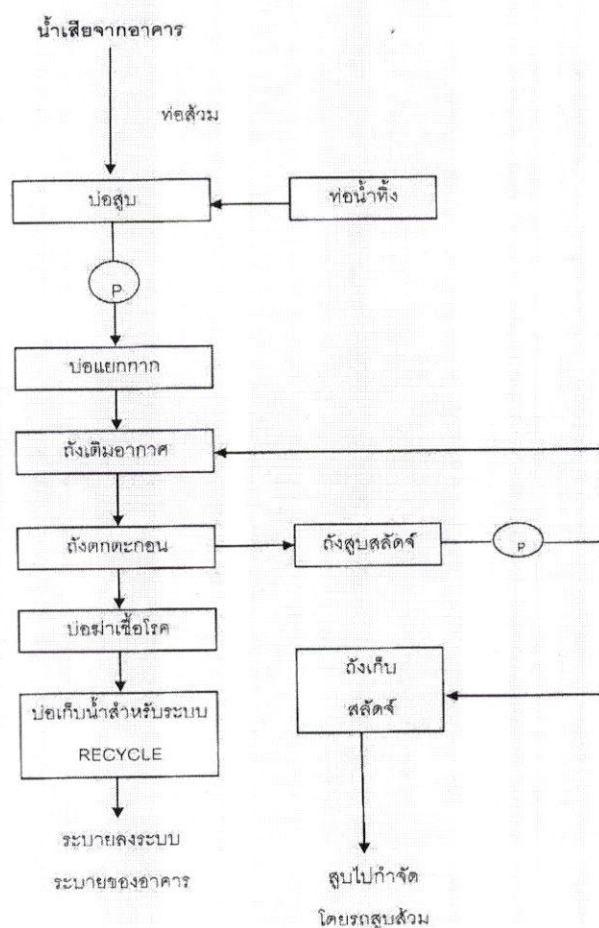 น้ำเสียจากอาคาร
ท่อส้วม
บ่อสูบ
ท่อน้ำทิ้ง
P
บ่อแยกกาก
ถังเติมอากาศ
ถังตกตะกอน
ถังสูบสลัดจ์
P
บ่อฆ่าเชื้อโรค
ถังเก็บ
สลัดจ์
บ่อเก็บน้ำสำหรับระบบ
RECYCLE
ระบายลงระบบ
ระบายของอาคาร
สูบไปกำจัด
โดยรถสูบส้วม